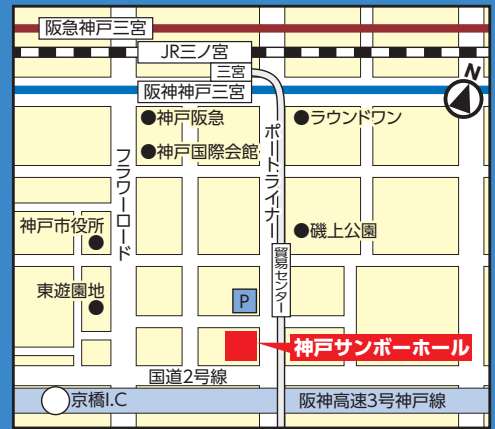 阪急神戸三宮
JR三ノ宮
三宮
阪神神戸三宮
N
●神戸阪急
●ラウンドワン
●神戸国際会館
フラワーロード
ポートライナー
神戸市役所
●磯上公園
貿易センター
東遊園地
P
神戸サンボーホール
国道2号線
京橋I.C
阪神高速3号神戸線